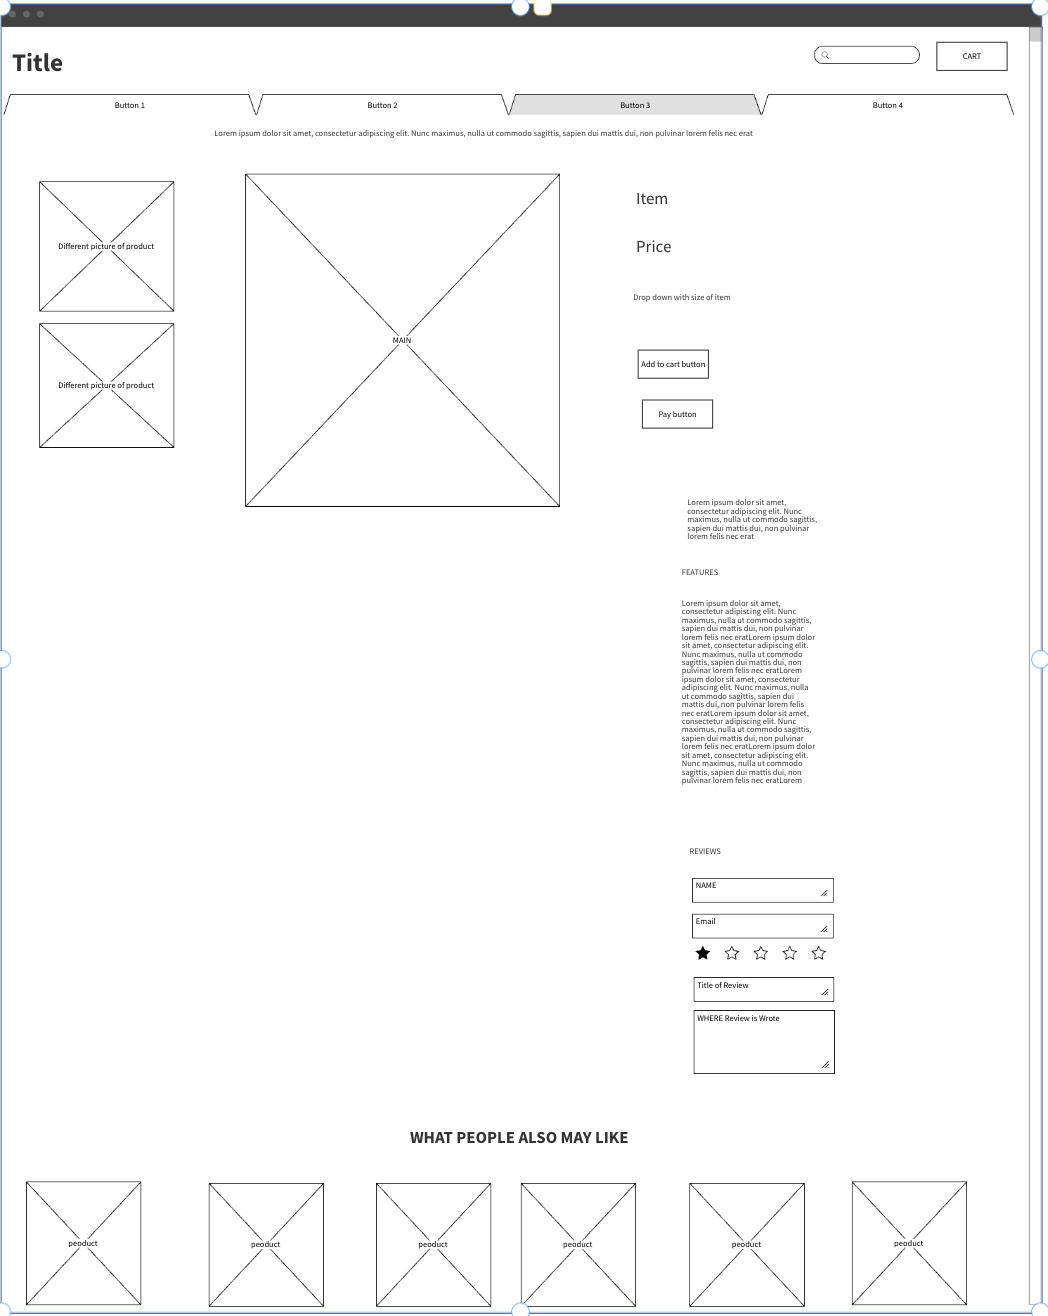 Title
CART
Button 1
Button 2
Button 3
Button 4
Lorem ipsum dolor sit amet, consectetur adipiscing elit. Nunc maximus, nulla ut commodo sagittis, sapien dui mattis dui, non pulvinar lorem felis nec erat
Different picture of product
Different picture of product
MAIN
Item
Price
Drop down with size of item
Add to cart button
Pay button
Lorem ipsum dolor sit amet,
consectetur adipiscing elit. Nunc
maximus, nulla ut commodo sagittis,
sapien dui mattis dui, non pulvinar
lorem felis nec erat
FEATURES
Lorem ipsum dolor sit amet,
consectetur adipiscing elit. Nunc
maximus, nulla ut commodo sagittis,
sapien dui mattis dui, non pulvinar
lorem felis nec eratLorem ipsum dolor
sit amet, consectetur adipiscing elit.
Nunc maximus, nulla ut commodo
sagittis, sapien dui mattis dui, non
pulvinar lorem felis nec eratLorem
ipsum dolor sit amet, consectetur
adipiscing elit. Nunc maximus, nulla
ut commodo sagittis, sapien dui
mattis dui, non pulvinar lorem felis
nec eratLorem ipsum dolor sit amet,
consectetur adipiscing elit. Nunc
maximus, nulla ut commodo sagittis,
sapien dui mattis dui, non pulvinar
lorem felis nec eratLorem ipsum dolor
sit amet, consectetur adipiscing elit.
Nunc maximus, nulla ut commodo
sagittis, sapien dui mattis dui, non
pulvinar lorem felis nec eratLorem
REVIEWS
NAME
Email
Title of Review
WHERE Review is Wrote
WHAT PEOPLE ALSO MAY LIKE
peoduct
peoduct
peoduct
peoduct
peoduct
peoduct